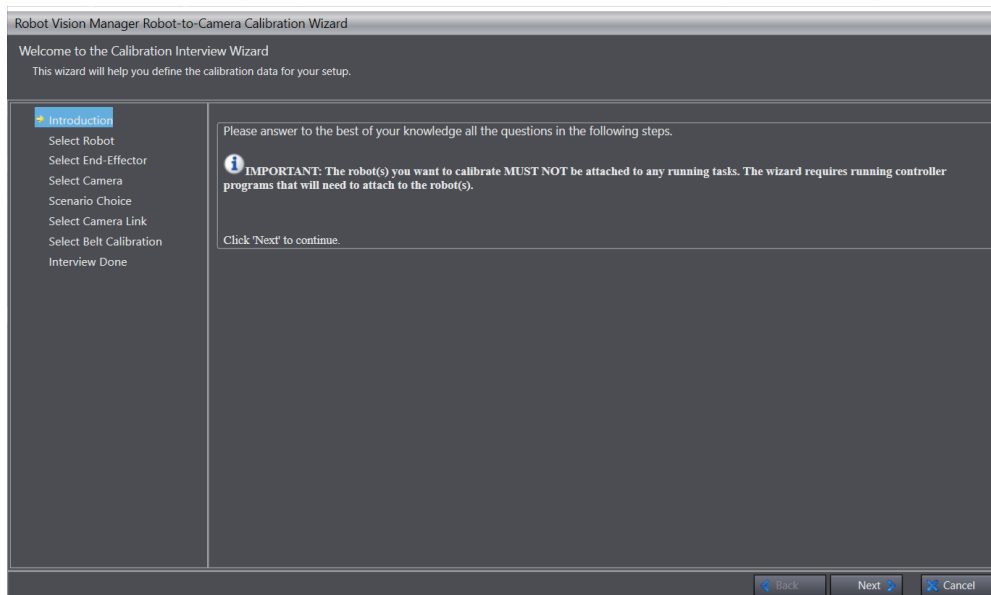 Robot Vision Manager Robot-to-Camera Calibration Wizard
Welcome to the Calibration Interview Wizard
This wizard will help you define the calibration data for your setup.
Introduction
Select Robot
Select End-Effector
Select Camera
Scenario Choice
Select Camera Link
Select Belt Calibration
Interview Done
Please answer to the best of your knowledge all the questions in the following steps.
IMPORTANT: The robot(s) you want to calibrate MUST NOT be attached to any running tasks. The wizard requires running controller
programs that will need to attach to the robot(s).
Click 'Next' to continue.
Back
Next
Cancel